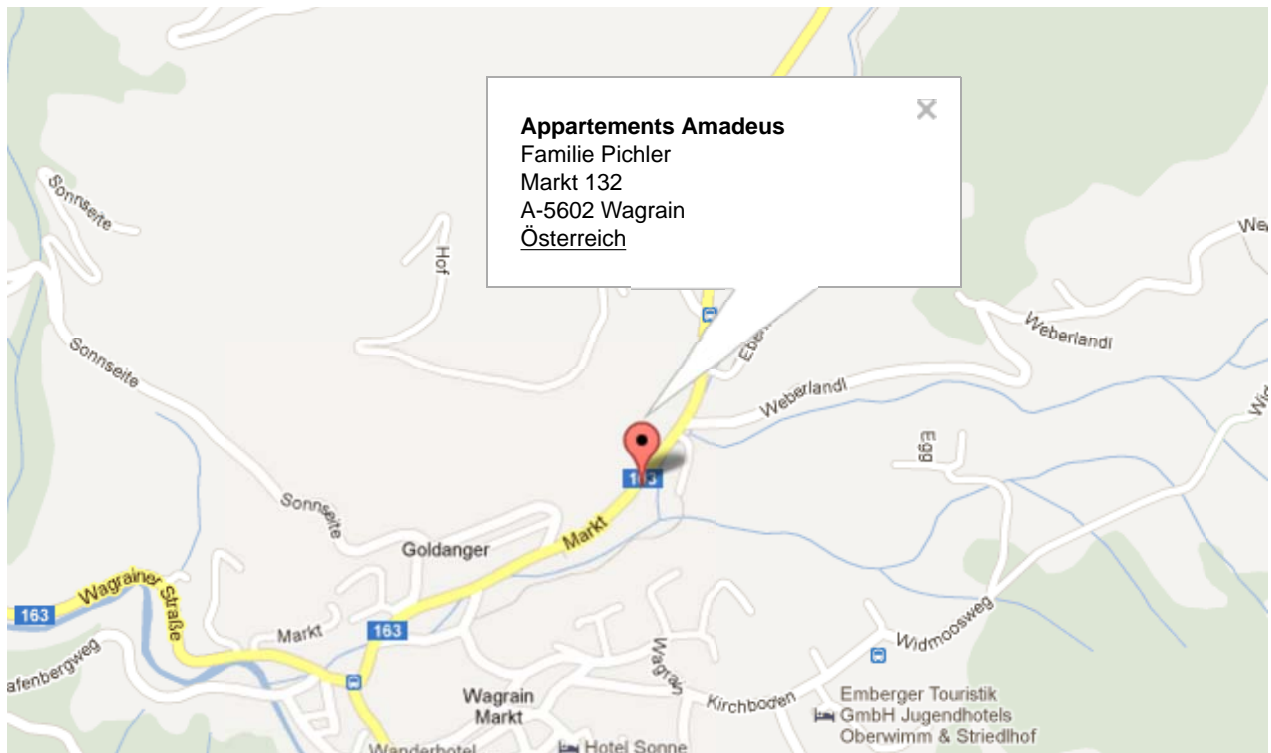 Appartements Amadeus
Familie Pichler
Markt 132
A-5602 Wagrain
Österreich
Sonnseite
Hof
Weberlandl
Sonnseite
Weberlandl
Egg
Sonnseite
Markt
Goldanger
Wagrainer Straße
163
163
Markt
Widmoosweg
Wagrain
Kirchboden
Wagrain
Markt
Emberger Touristik
GmbH Jugendhotels
Oberwimm & Striedlhof
Wanderhotel
Hotel Sonne